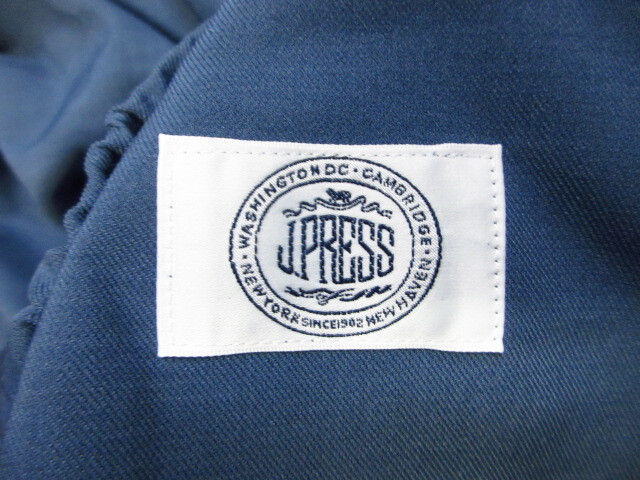 WASHINGTON DC · CAMBRIDGE ·
J.PRESS
· NEW YORK SINCE 1902 NEW HAVEN